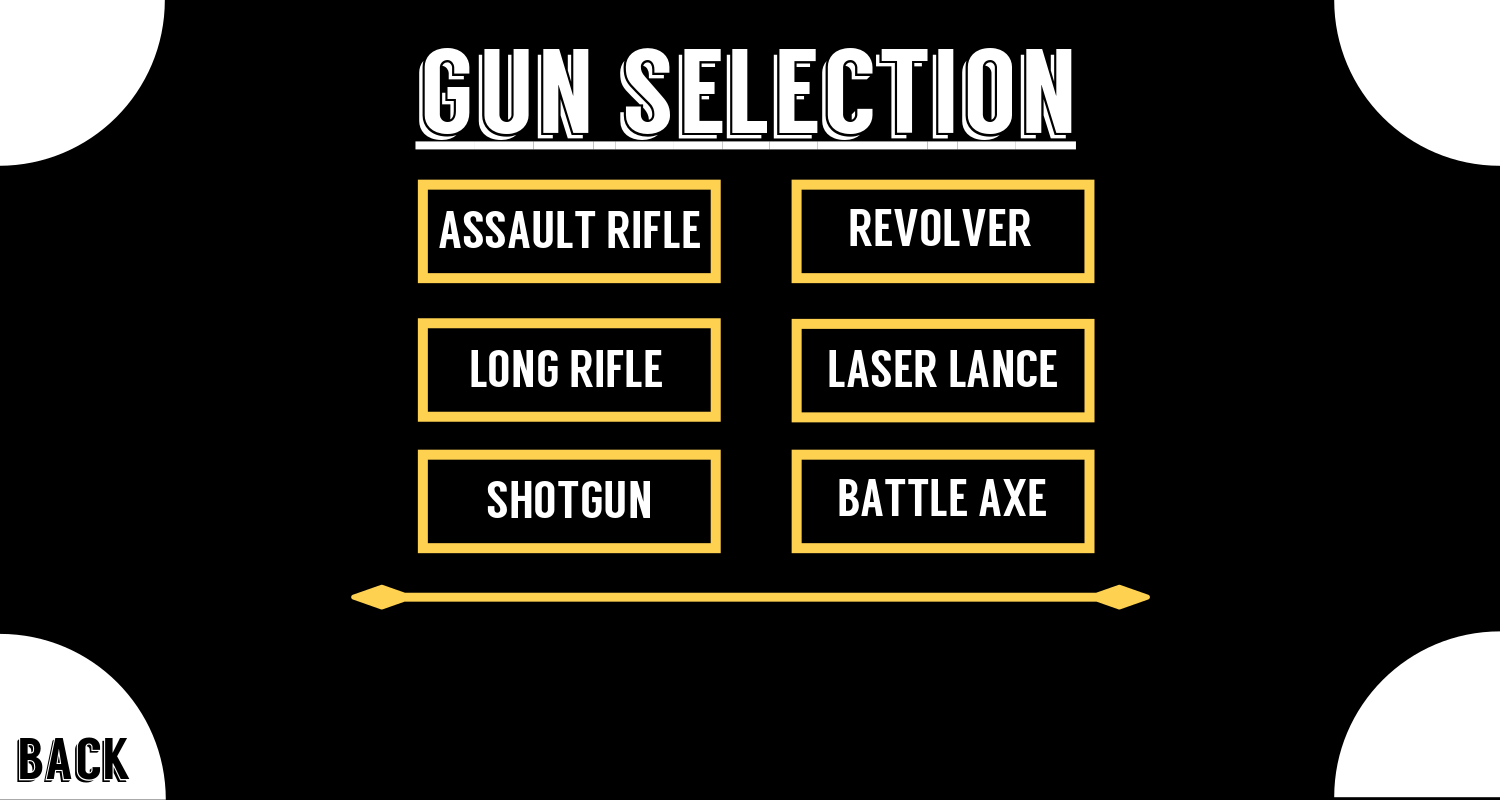 GUN SELECTION
ASSAULT RIFLE
REVOLVER
LONG RIFLE
LASER LANCE
SHOTGUN
BATTLE AXE
BACK